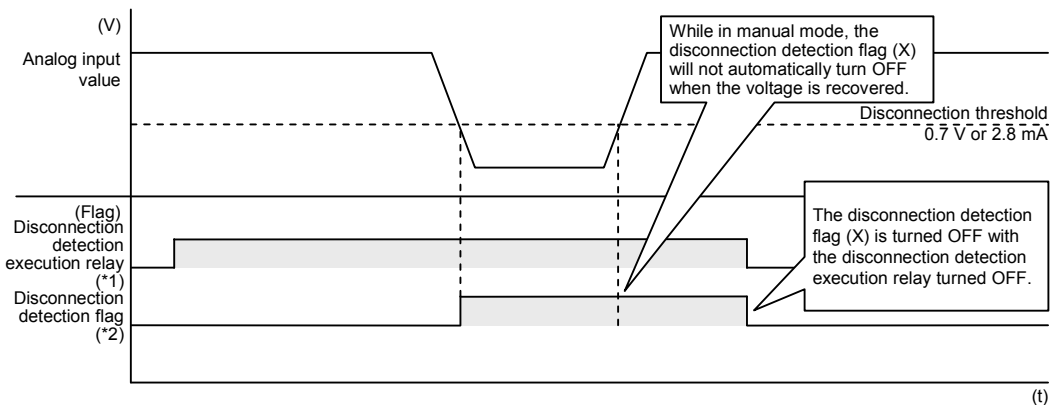 (V)
Analog input
value
While in manual mode, the
disconnection detection flag (X)
will not automatically turn OFF
when the voltage is recovered.
Disconnection threshold
0.7 V or 2.8 mA
(Flag)
Disconnection
detection
execution relay
(*1)
Disconnection
detection flag
(*2)
The disconnection detection
flag (X) is turned OFF with
the disconnection detection
execution relay turned OFF.
(t)